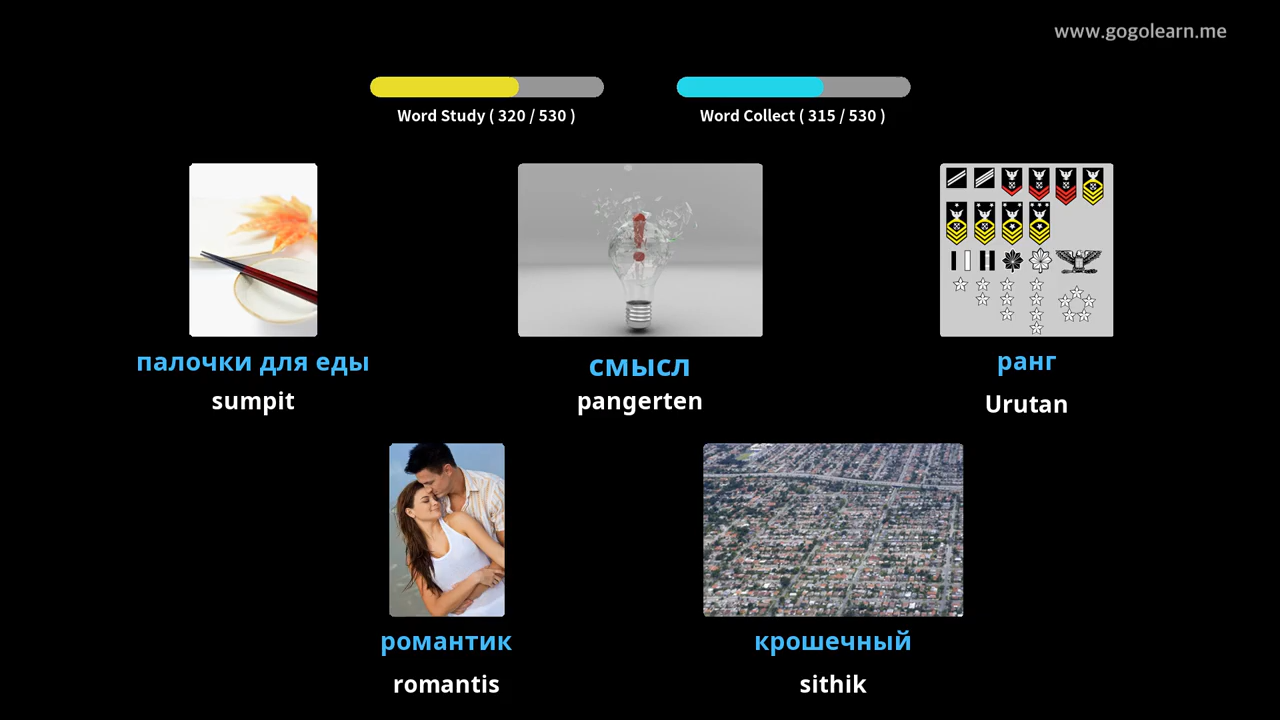 www.gogolearn.me
Word Study ( 320 / 530 )
Word Collect ( 315 / 530 )
палочки для еды
sumpit
смысл
pangerten
ранг
Urutan
романтик
romantis
крошечный
sithik